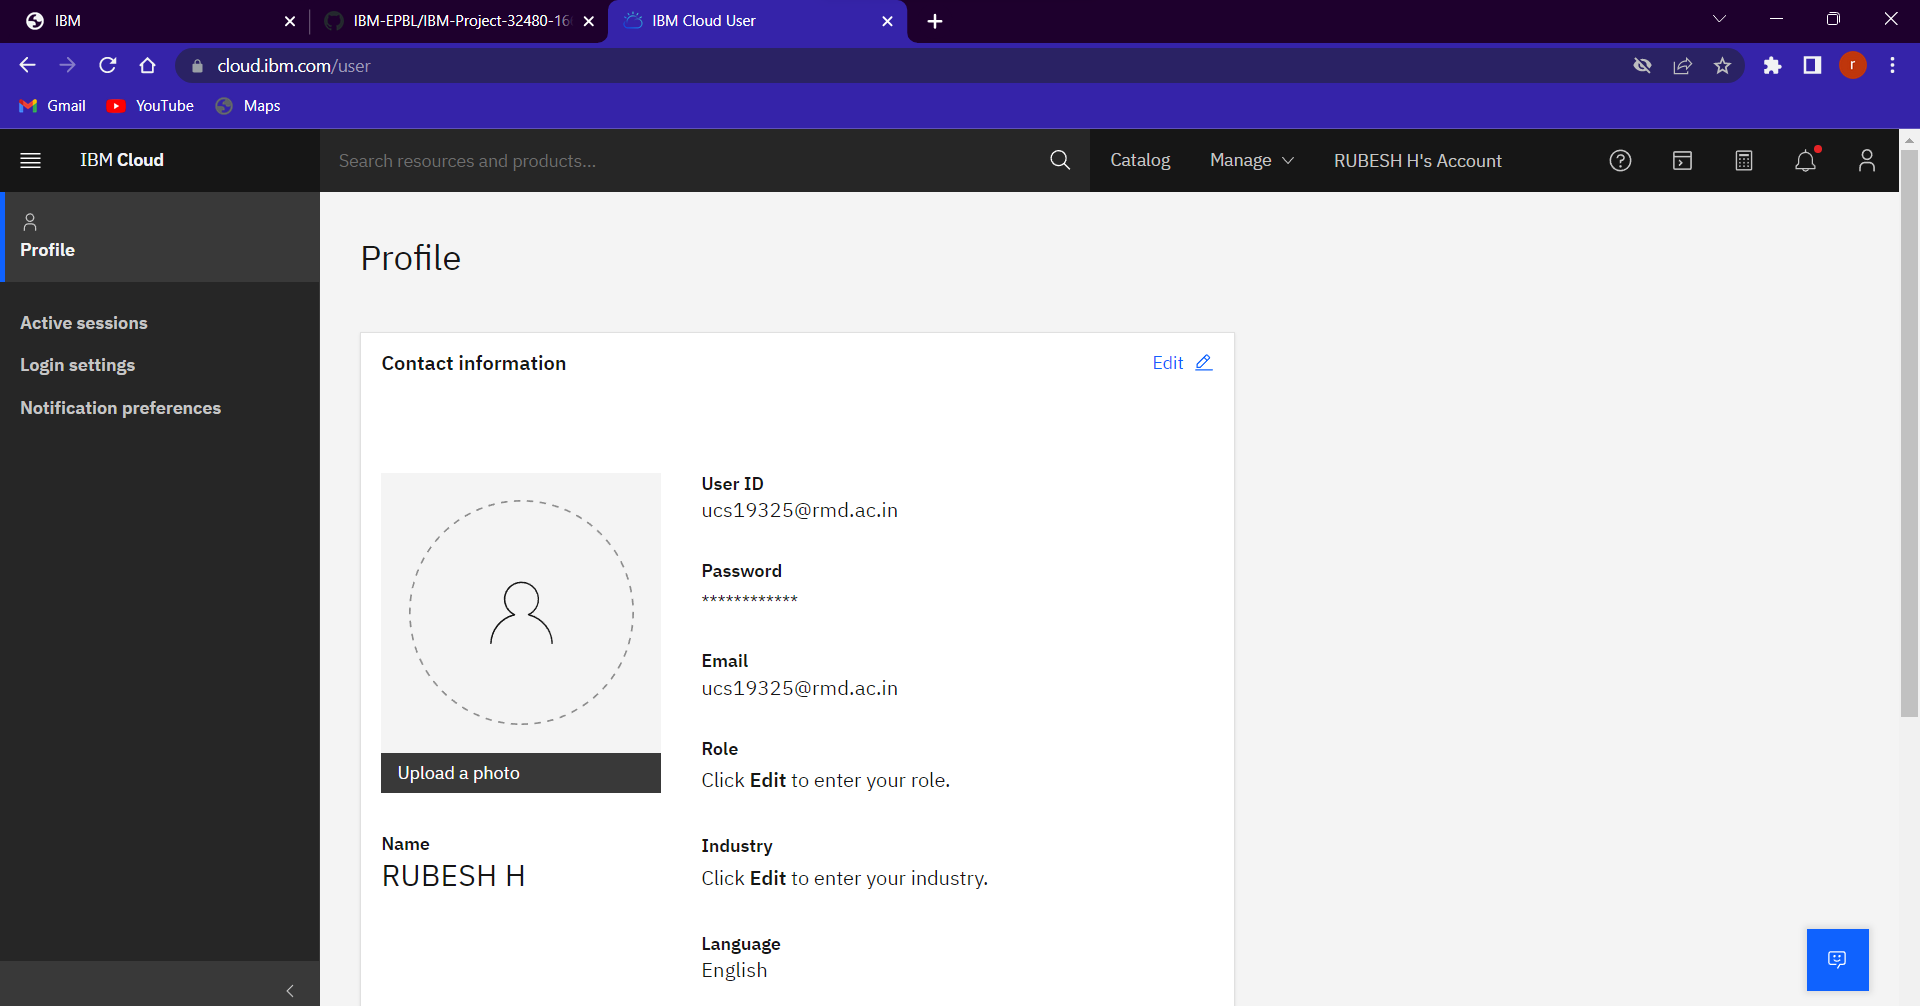 IBM
IBM-EPBL/IBM-Project-32480-16
IBM Cloud User
cloud.ibm.com/user
r
Gmail
YouTube
Maps
IBM Cloud
Search resources and products...
Catalog
Manage
RUBESH H's Account
Profile
Active sessions
Login settings
Notification preferences
Profile
Contact information
Edit
Upload a photo
Name
RUBESH H
User ID
ucs19325@rmd.ac.in
Password
************
Email
ucs19325@rmd.ac.in
Role
Click Edit to enter your role.
Industry
Click Edit to enter your industry.
Language
English